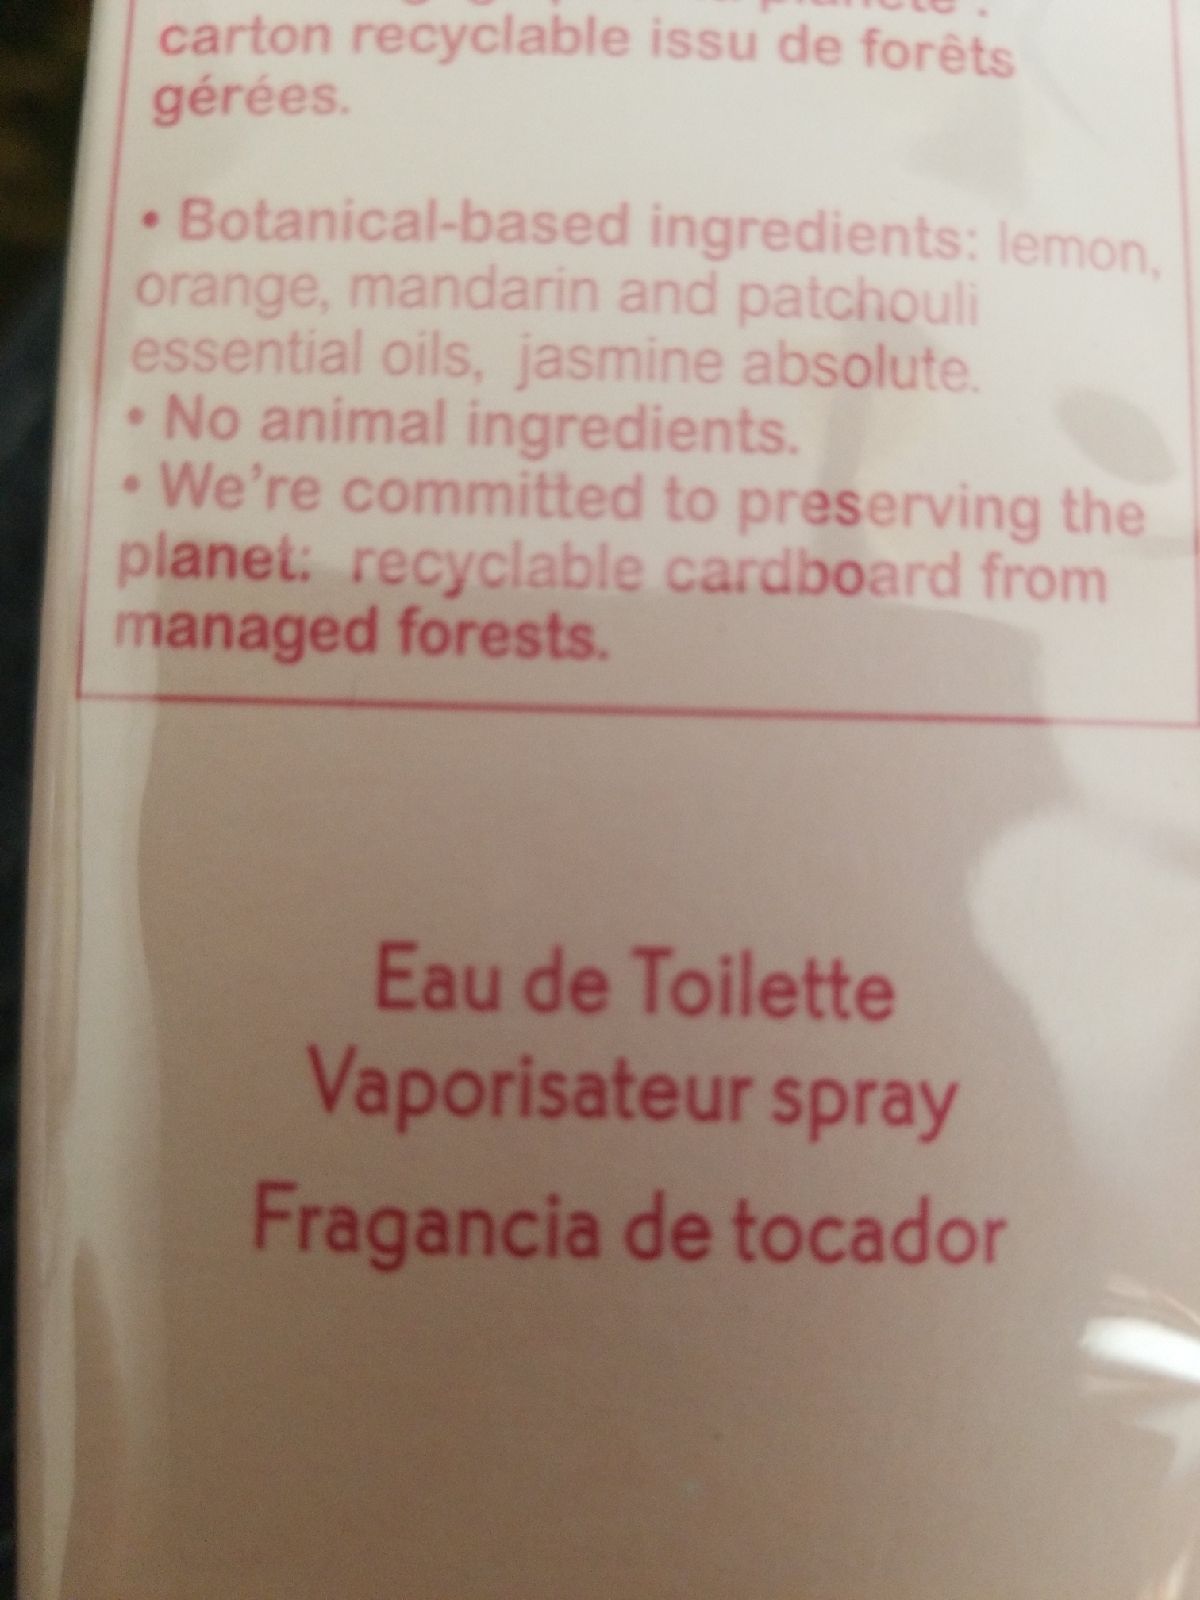 carton recyclable issu de forêts
gérées.
• Botanical-based ingredients: lemon,
orange, mandarin and patchouli
essential oils, jasmine absolute.
• No animal ingredients.
• We're committed to preserving the
planet: recyclable cardboard from
managed forests.
Eau de Toilette
Vaporisateur spray
Fragancia de tocador